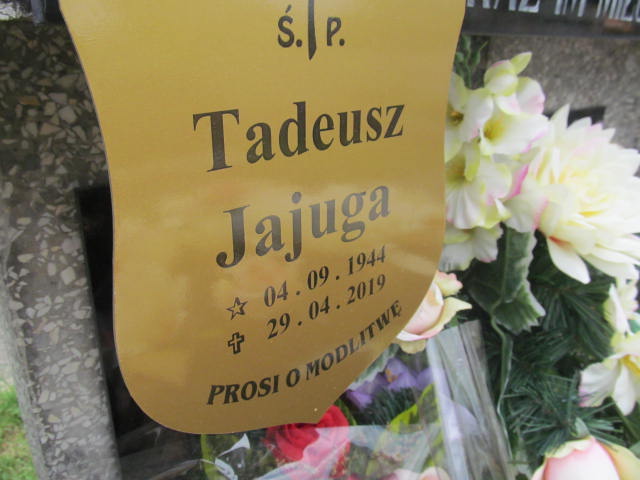 Ś. P.
Tadeusz
Jajuga
04.09.1944
29.04.2019
PROSI O MODLITWĘ